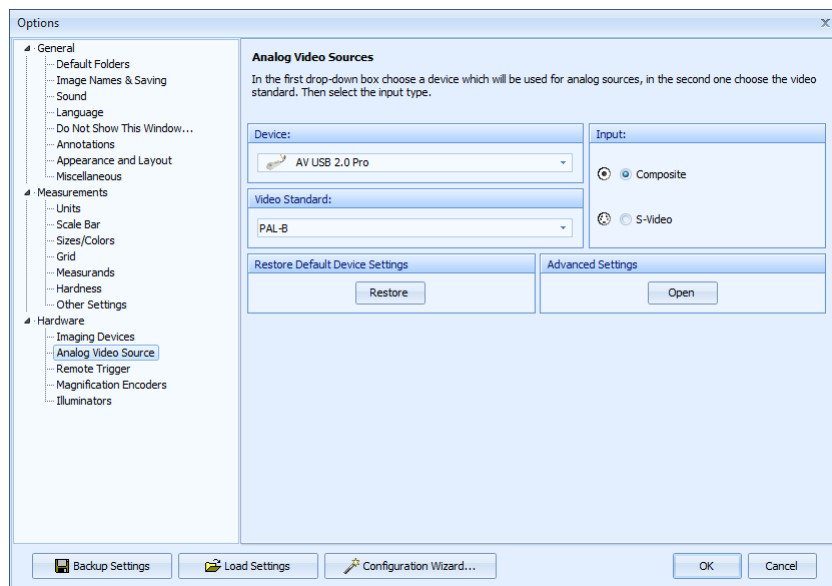 Options
General
Default Folders
Image Names & Saving
Sound
Language
Do Not Show This Window...
Annotations
Appearance and Layout
Miscellaneous
Measurements
Units
Scale Bar
Sizes/Colors
Grid
Measurands
Hardness
Other Settings
Hardware
Imaging Devices
Analog Video Source
Remote Trigger
Magnification Encoders
Illuminators
Analog Video Sources
In the first drop-down box choose a device which will be used for analog sources, in the second one choose the video
standard. Then select the input type.
Device:
AV USB 2.0 Pro
Input:
Composite
S-Video
Video Standard:
PAL-B
Restore Default Device Settings
Restore
Advanced Settings
Open
Backup Settings
Load Settings
Configuration Wizard...
OK
Cancel